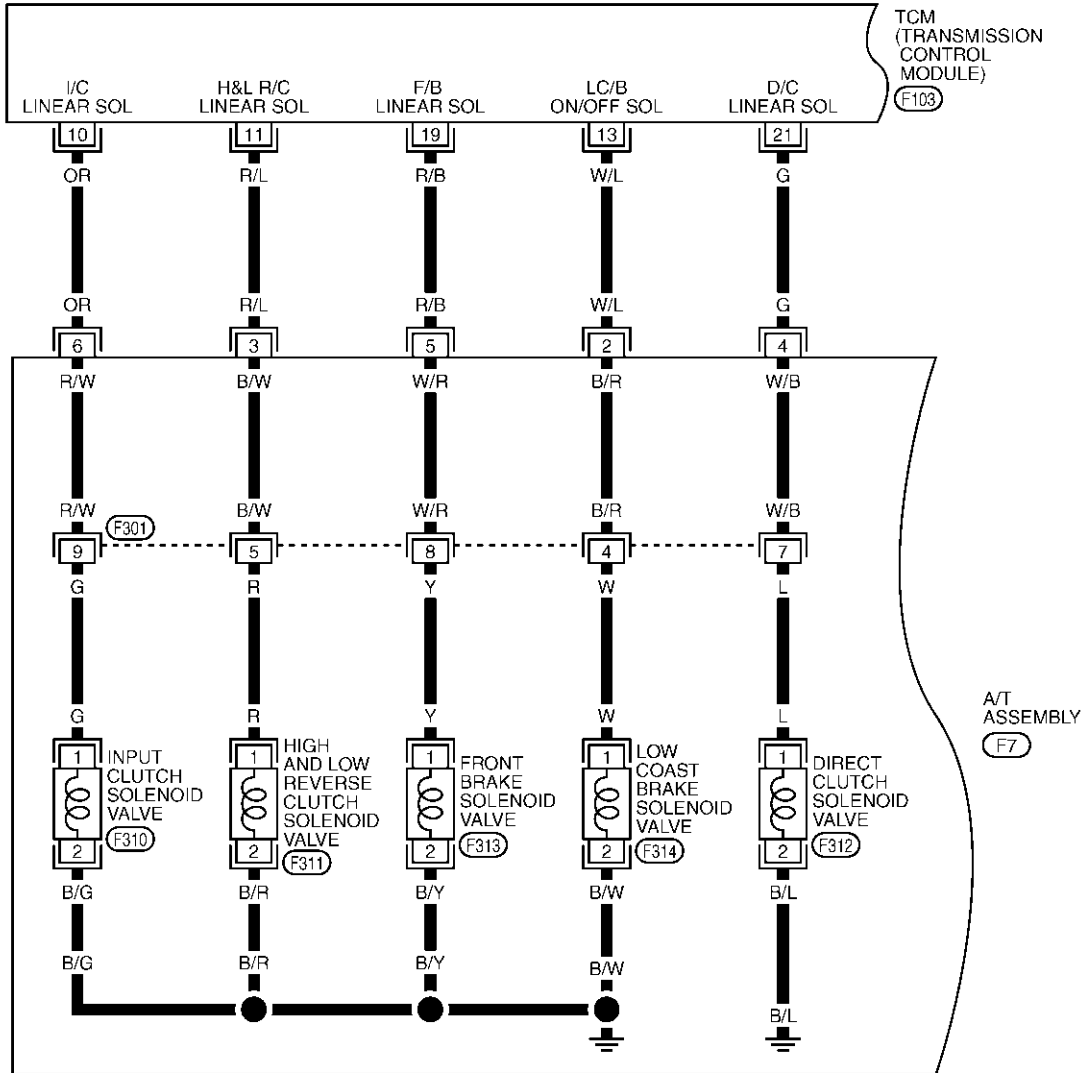 TCM
(TRANSMISSION
CONTROL
MODULE)
F103
I/C
LINEAR SOL
H&L R/C
LINEAR SOL
F/B
LINEAR SOL
LC/B
ON/OFF SOL
D/C
LINEAR SOL
10 11 19 13 21
OR R/L R/B W/L G
OR R/L R/B W/L G
6 3 5 2 4
R/W B/W W/R B/R W/B
R/W B/W W/R B/R W/B
F301
9 5 8 4 7
G R Y W L
G R Y W L
A/T
ASSEMBLY
F7
1
INPUT
CLUTCH
SOLENOID
VALVE
F310
2
1
HIGH
AND LOW
REVERSE
CLUTCH
SOLENOID
VALVE
F311
2
1
FRONT
BRAKE
SOLENOID
VALVE
F313
2
1
LOW
COAST
BRAKE
SOLENOID
VALVE
F314
2
1
DIRECT
CLUTCH
SOLENOID
VALVE
F312
2
B/G B/R B/Y B/W B/L
B/G B/R B/Y B/W
B/L